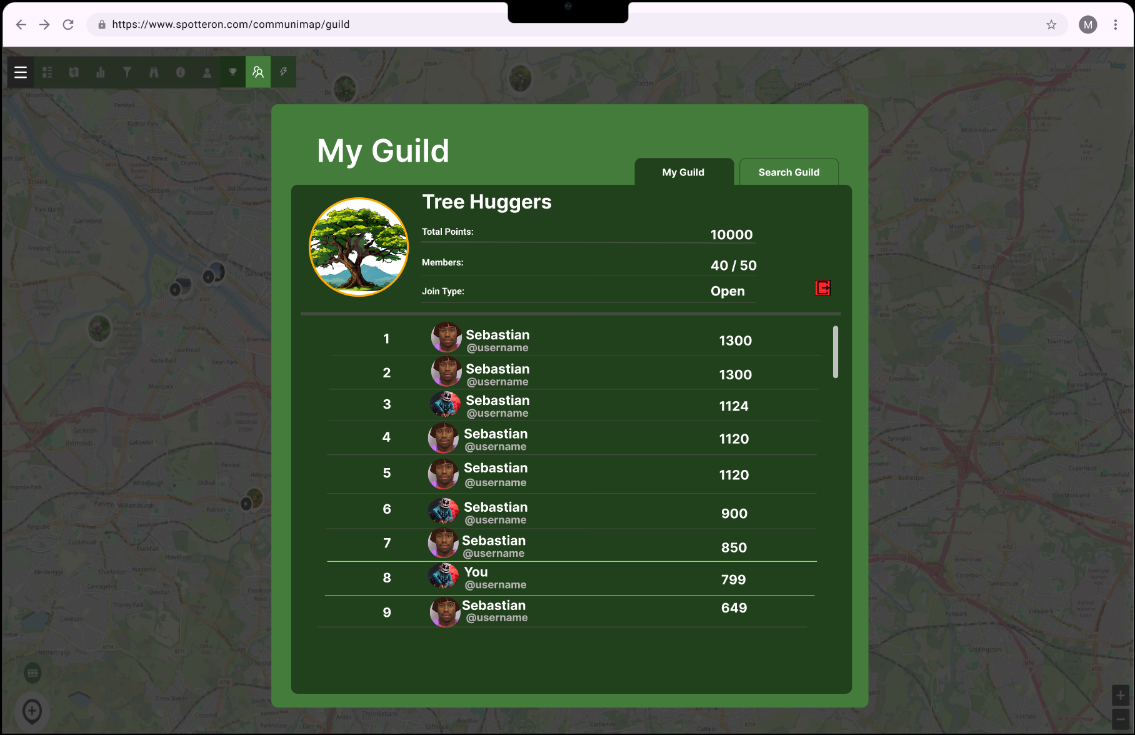 https://www.spotteron.com/communimap/guild
M
My Guild
My Guild
Search Guild
Tree Huggers
Total Points:
10000
Members:
40 / 50
Join Type:
Open
1 Sebastian 1300
@username
2 Sebastian 1300
@username
3 Sebastian 1124
@username
4 Sebastian 1120
@username
5 Sebastian 1120
@username
6 Sebastian 900
@username
7 Sebastian 850
@username
8 You 799
@username
9 Sebastian 649
@username